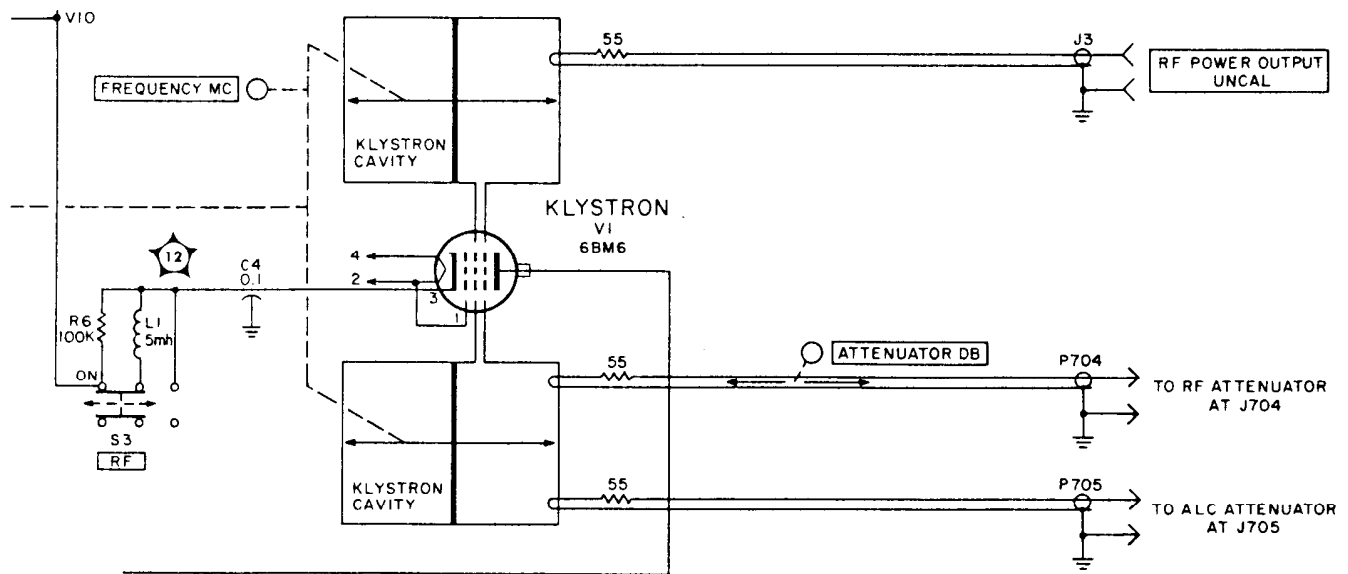 V10
55
J3
RF POWER OUTPUT
UNCAL
FREQUENCY MC
KLYSTRON
CAVITY
KLYSTRON
V1
6BM6
12
C4
0.1
4
2
3
1
R6
100K
L1
5mh
ON
S3
RF
55
ATTENUATOR DB
P704
TO RF ATTENUATOR
AT J704
KLYSTRON
CAVITY
55
P705
TO ALC ATTENUATOR
AT J705